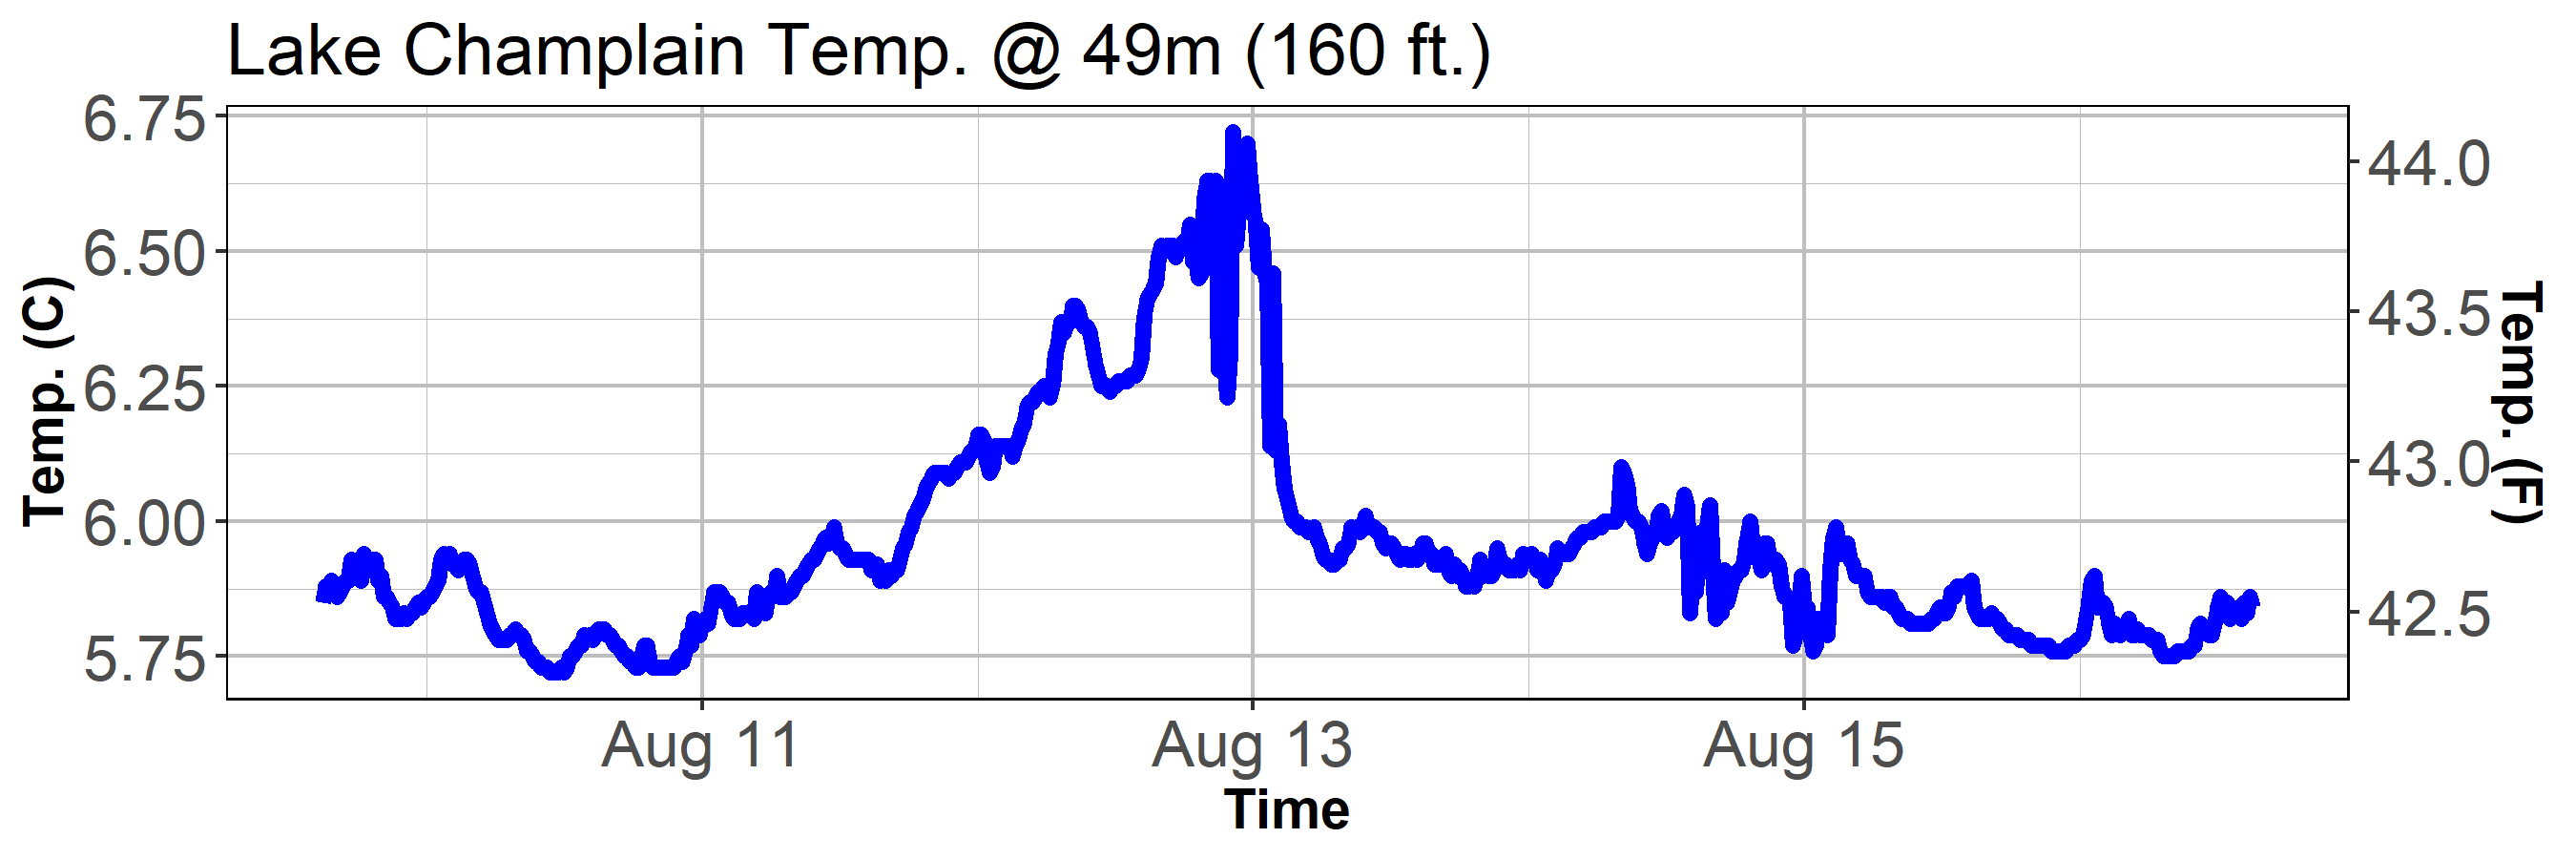 Lake Champlain Temp. @ 49m (160 ft.)
6.75
6.50
6.25
6.00
5.75
Temp. (C)
44.0
43.5
43.0
42.5
Temp. (F)
Aug 11
Aug 13
Aug 15
Time